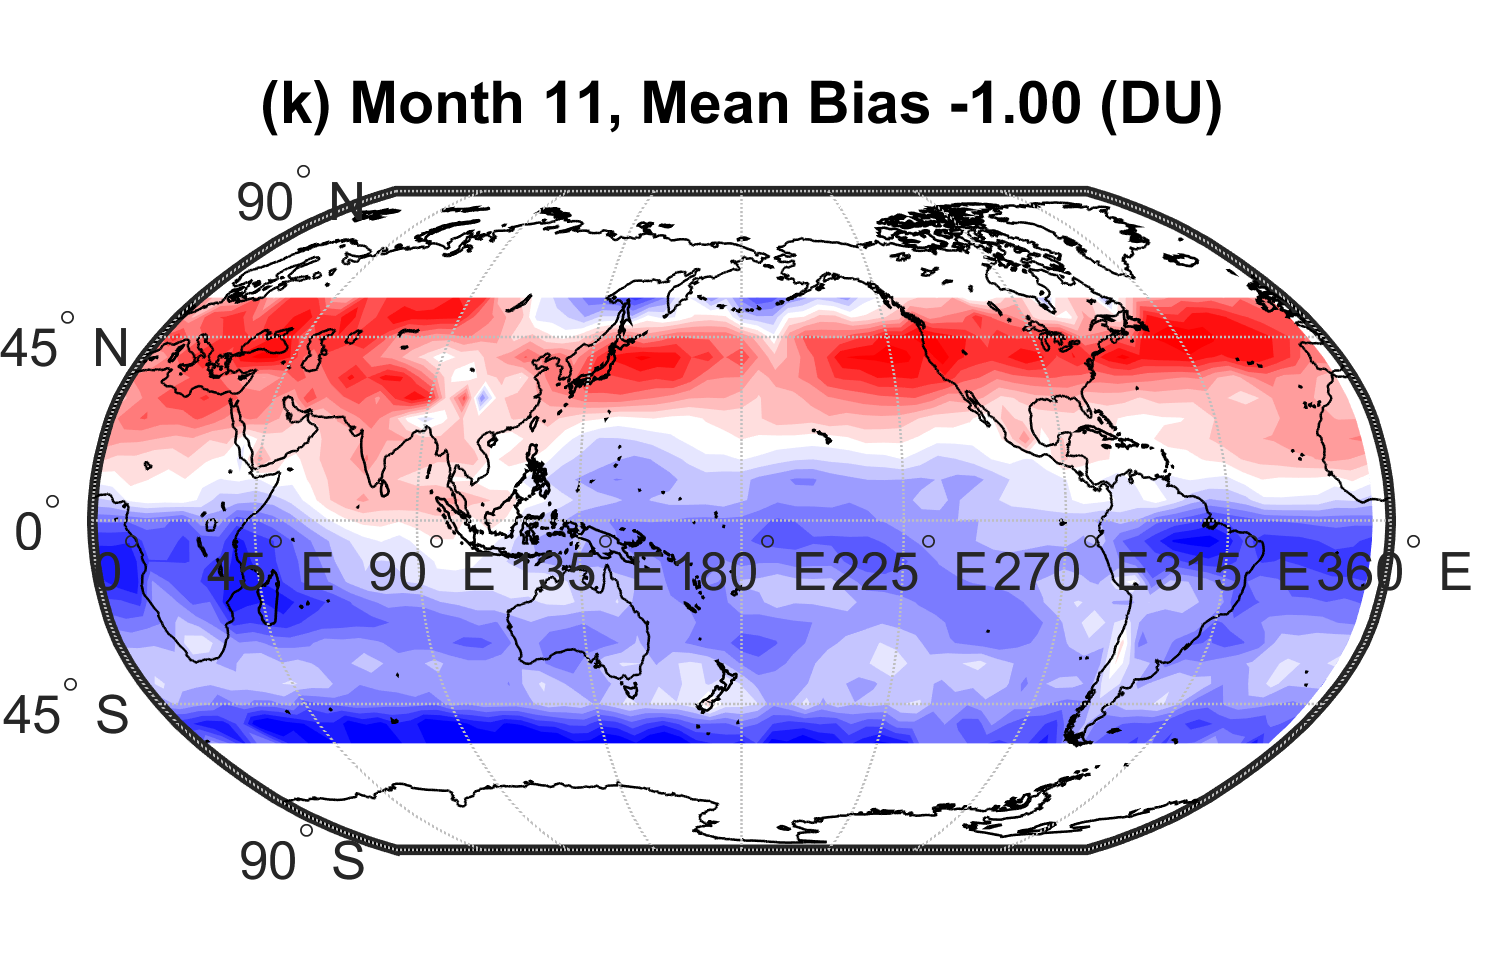 (k) Month 11, Mean Bias -1.00 (DU)
90° N
45° N
0°
0° 45° E 90° E 135° E 180° E 225° E 270° E 315° E 360° E
45° S
90° S